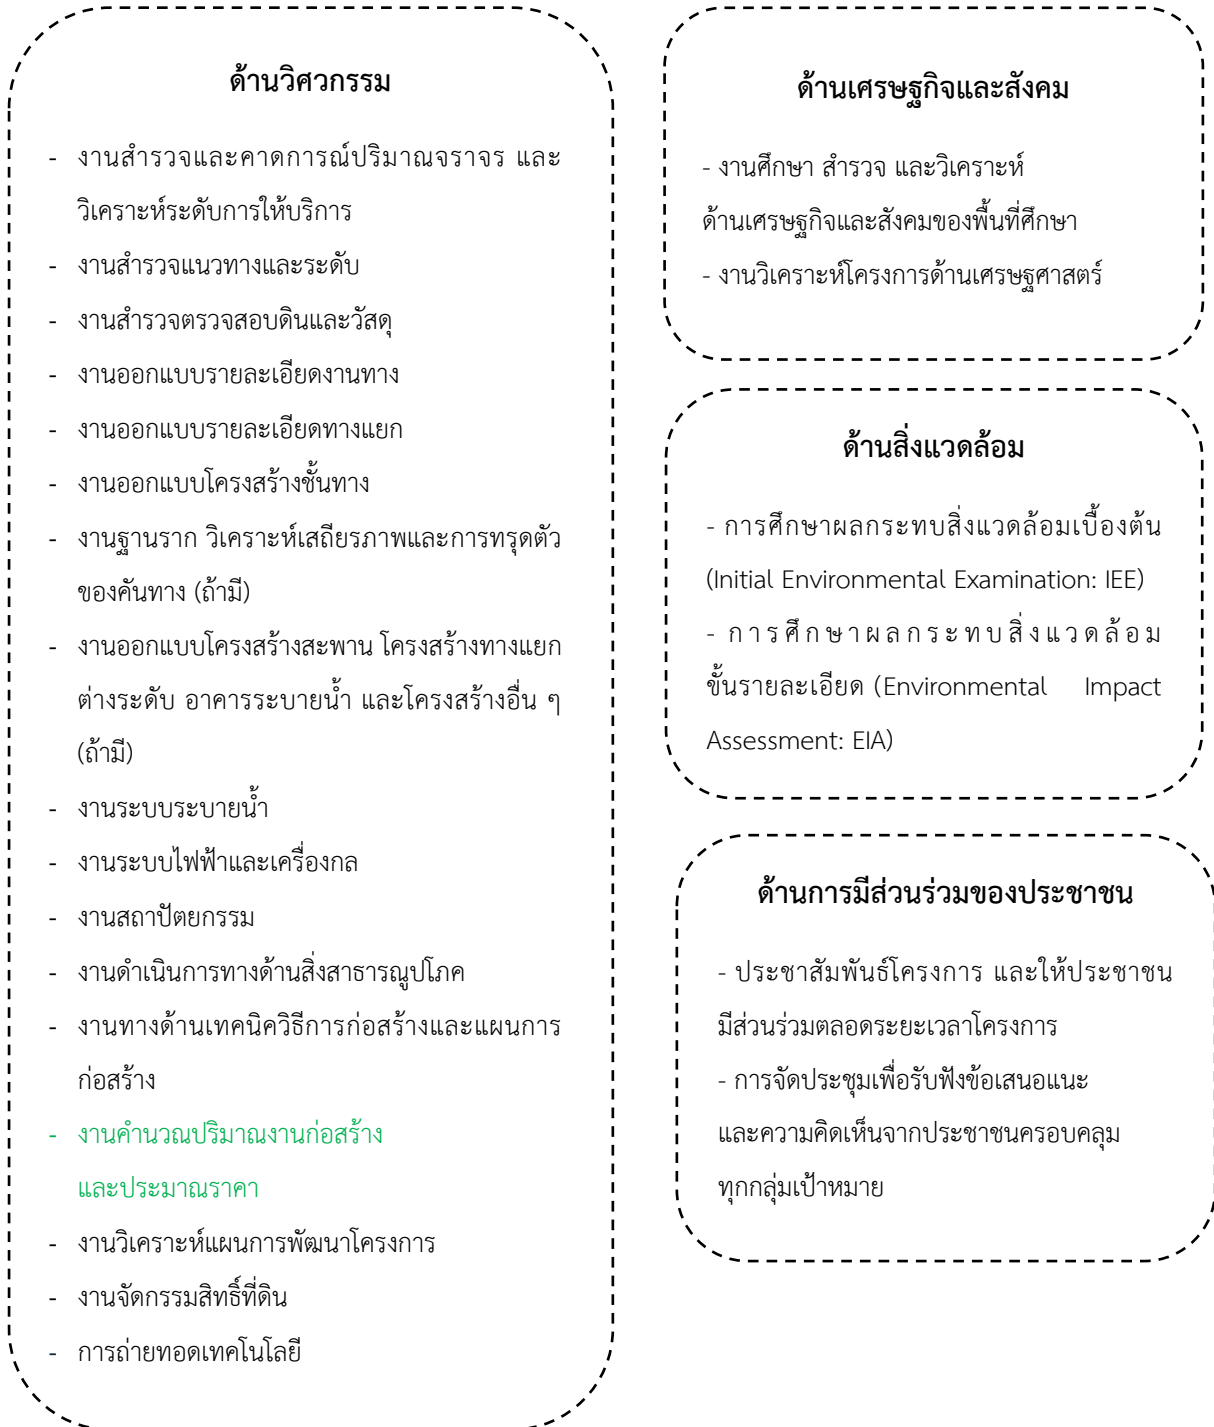 ด้านวิศวกรรม
- งานสำรวจและคาดการณ์ปริมาณจราจร และ
วิเคราะห์ระดับการให้บริการ
- งานสำรวจแนวทางและระดับ
- งานสำรวจตรวจสอบดินและวัสดุ
- งานออกแบบรายละเอียดงานทาง
- งานออกแบบรายละเอียดทางแยก
- งานออกแบบโครงสร้างชั้นทาง
- งานฐานราก วิเคราะห์เสถียรภาพและการทรุดตัว
ของคันทาง (ถ้ามี)
- งานออกแบบโครงสร้างสะพาน โครงสร้างทางแยก
ต่างระดับ อาคารระบายน้ำ และโครงสร้างอื่น ๆ
(ถ้ามี)
- งานระบบระบายน้ำ
- งานระบบไฟฟ้าและเครื่องกล
- งานสถาปัตยกรรม
- งานดำเนินการทางด้านสิ่งสาธารณูปโภค
- งานทางด้านเทคนิควิธีการก่อสร้างและแผนการ
ก่อสร้าง
- งานคำนวณปริมาณงานก่อสร้าง
และประมาณราคา
- งานวิเคราะห์แผนการพัฒนาโครงการ
- งานจัดกรรมสิทธิ์ที่ดิน
- การถ่ายทอดเทคโนโลยี
ด้านเศรษฐกิจและสังคม
- งานศึกษา สำรวจ และวิเคราะห์
ด้านเศรษฐกิจและสังคมของพื้นที่ศึกษา
- งานวิเคราะห์โครงการด้านเศรษฐศาสตร์
ด้านสิ่งแวดล้อม
- การศึกษาผลกระทบสิ่งแวดล้อมเบื้องต้น
(Initial Environmental Examination: IEE)
- การศึกษาผลกระทบสิ่งแวดล้อม
ขั้นรายละเอียด (Environmental Impact
Assessment: EIA)
ด้านการมีส่วนร่วมของประชาชน
- ประชาสัมพันธ์โครงการ และให้ประชาชน
มีส่วนร่วมตลอดระยะเวลาโครงการ
- การจัดประชุมเพื่อรับฟังข้อเสนอแนะ
และความคิดเห็นจากประชาชนครอบคลุม
ทุกกลุ่มเป้าหมาย